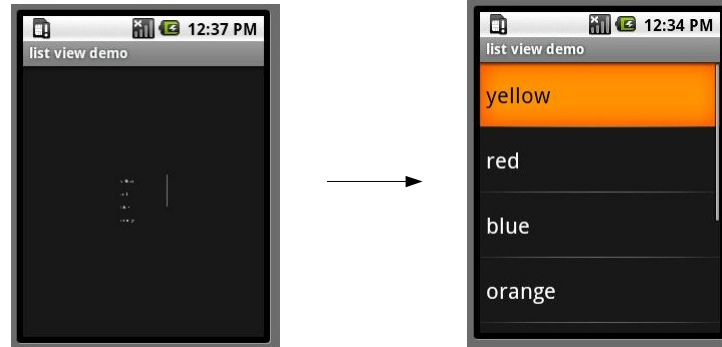 12:37 PM
list view demo
12:34 PM
list view demo
yellow
red
blue
orange